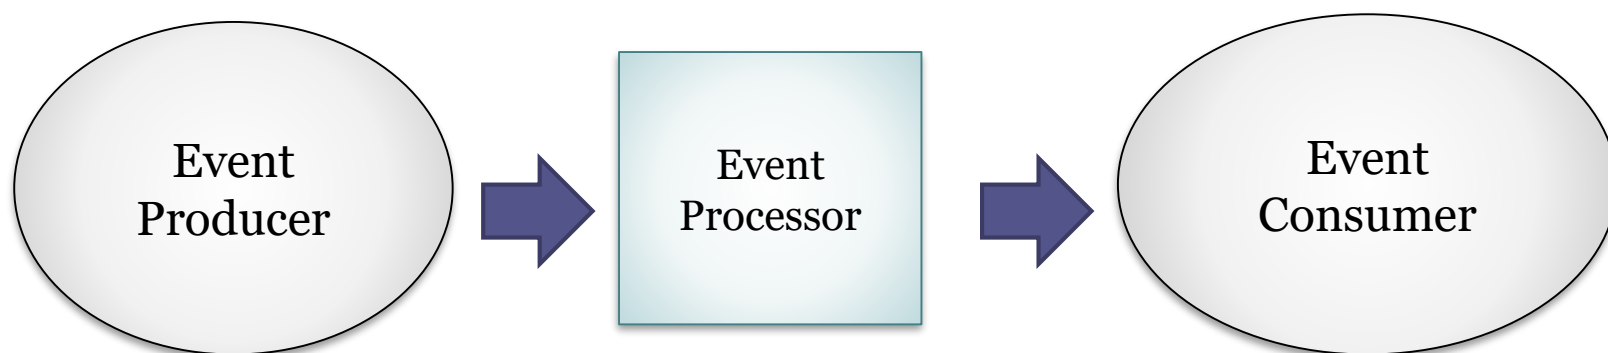 Event
Producer
Event
Processor
Event
Consumer